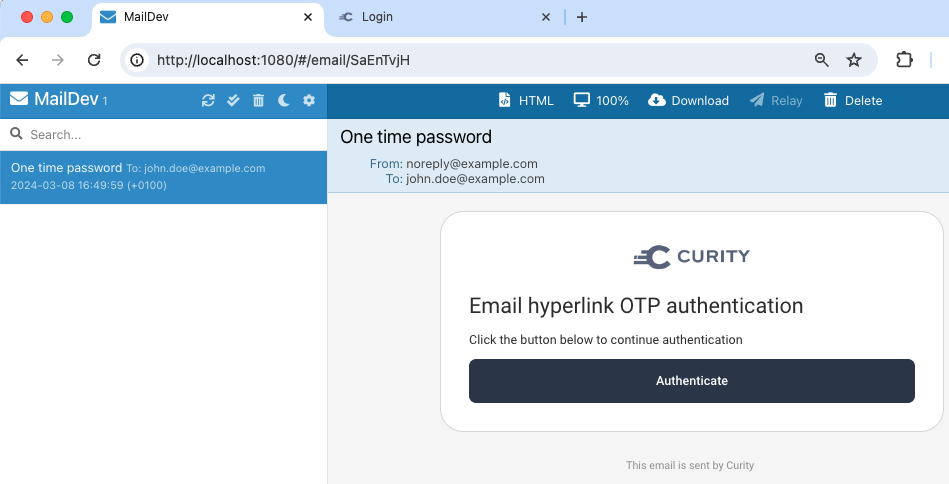 MailDev
Login
http://localhost:1080/#/email/SaEnTvjH
MailDev 1
HTML
100%
Download
Relay
Delete
Search...
One time password To: john.doe@example.com
2024-03-08 16:49:59 (+0100)
One time password
From: noreply@example.com
To: john.doe@example.com
CURITY
Email hyperlink OTP authentication
Click the button below to continue authentication
Authenticate
This email is sent by Curity